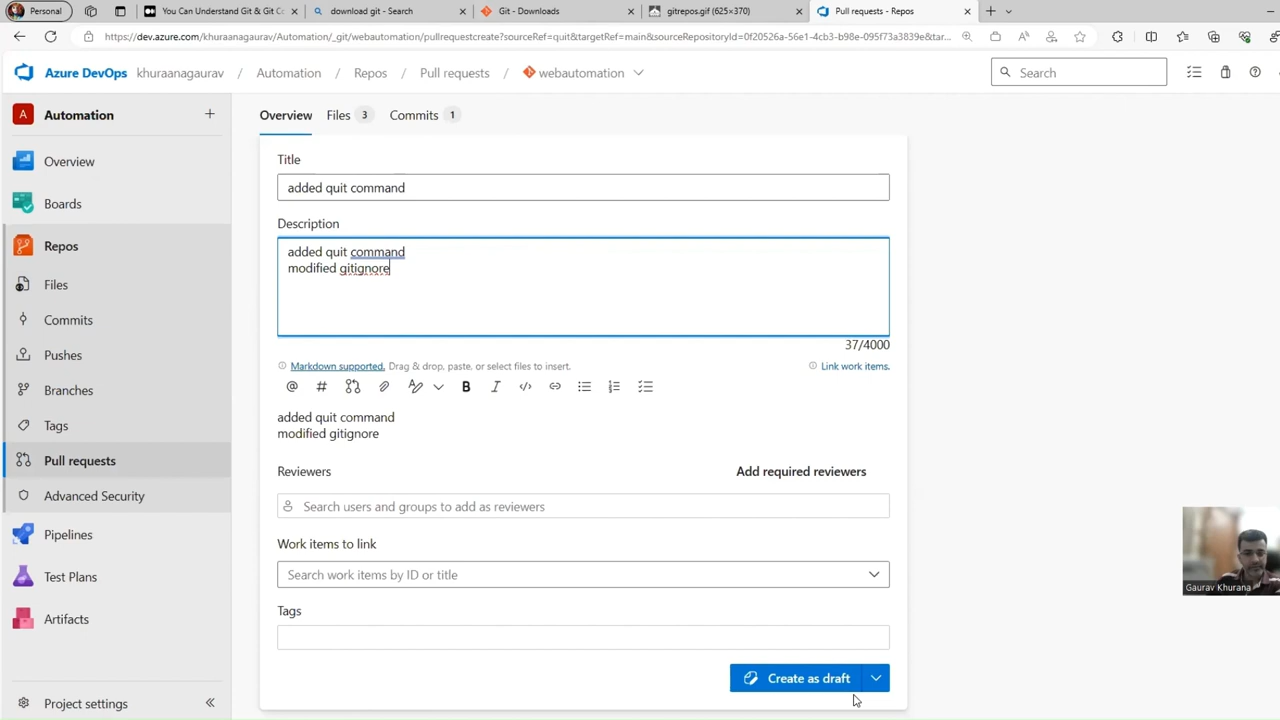 Personal
You Can Understand Git & Git Co
download git - Search
Git - Downloads
gitrepos.gif (625×370)
Pull requests - Repos
https://dev.azure.com/khuraanagaurav/Automation/_git/webautomation/pullrequestcreate?sourceRef=quit&targetRef=main&sourceRepositoryId=0f20526a-56e1-4cb3-b98e-095f73a3839e&tar...
Azure DevOps khuraanagaurav / Automation / Repos / Pull requests / webautomation
Search
A Automation
Overview
Boards
Repos
Files
Commits
Pushes
Branches
Tags
Pull requests
Advanced Security
Pipelines
Test Plans
Artifacts
Project settings
Overview Files 3 Commits 1
Title
added quit command
Description
added quit command
modified gitignore
37/4000
Markdown supported. Drag & drop, paste, or select files to insert.
Link work items.
added quit command
modified gitignore
Reviewers
Add required reviewers
Search users and groups to add as reviewers
Work items to link
Search work items by ID or title
Tags
Create as draft
Gaurav Khurana